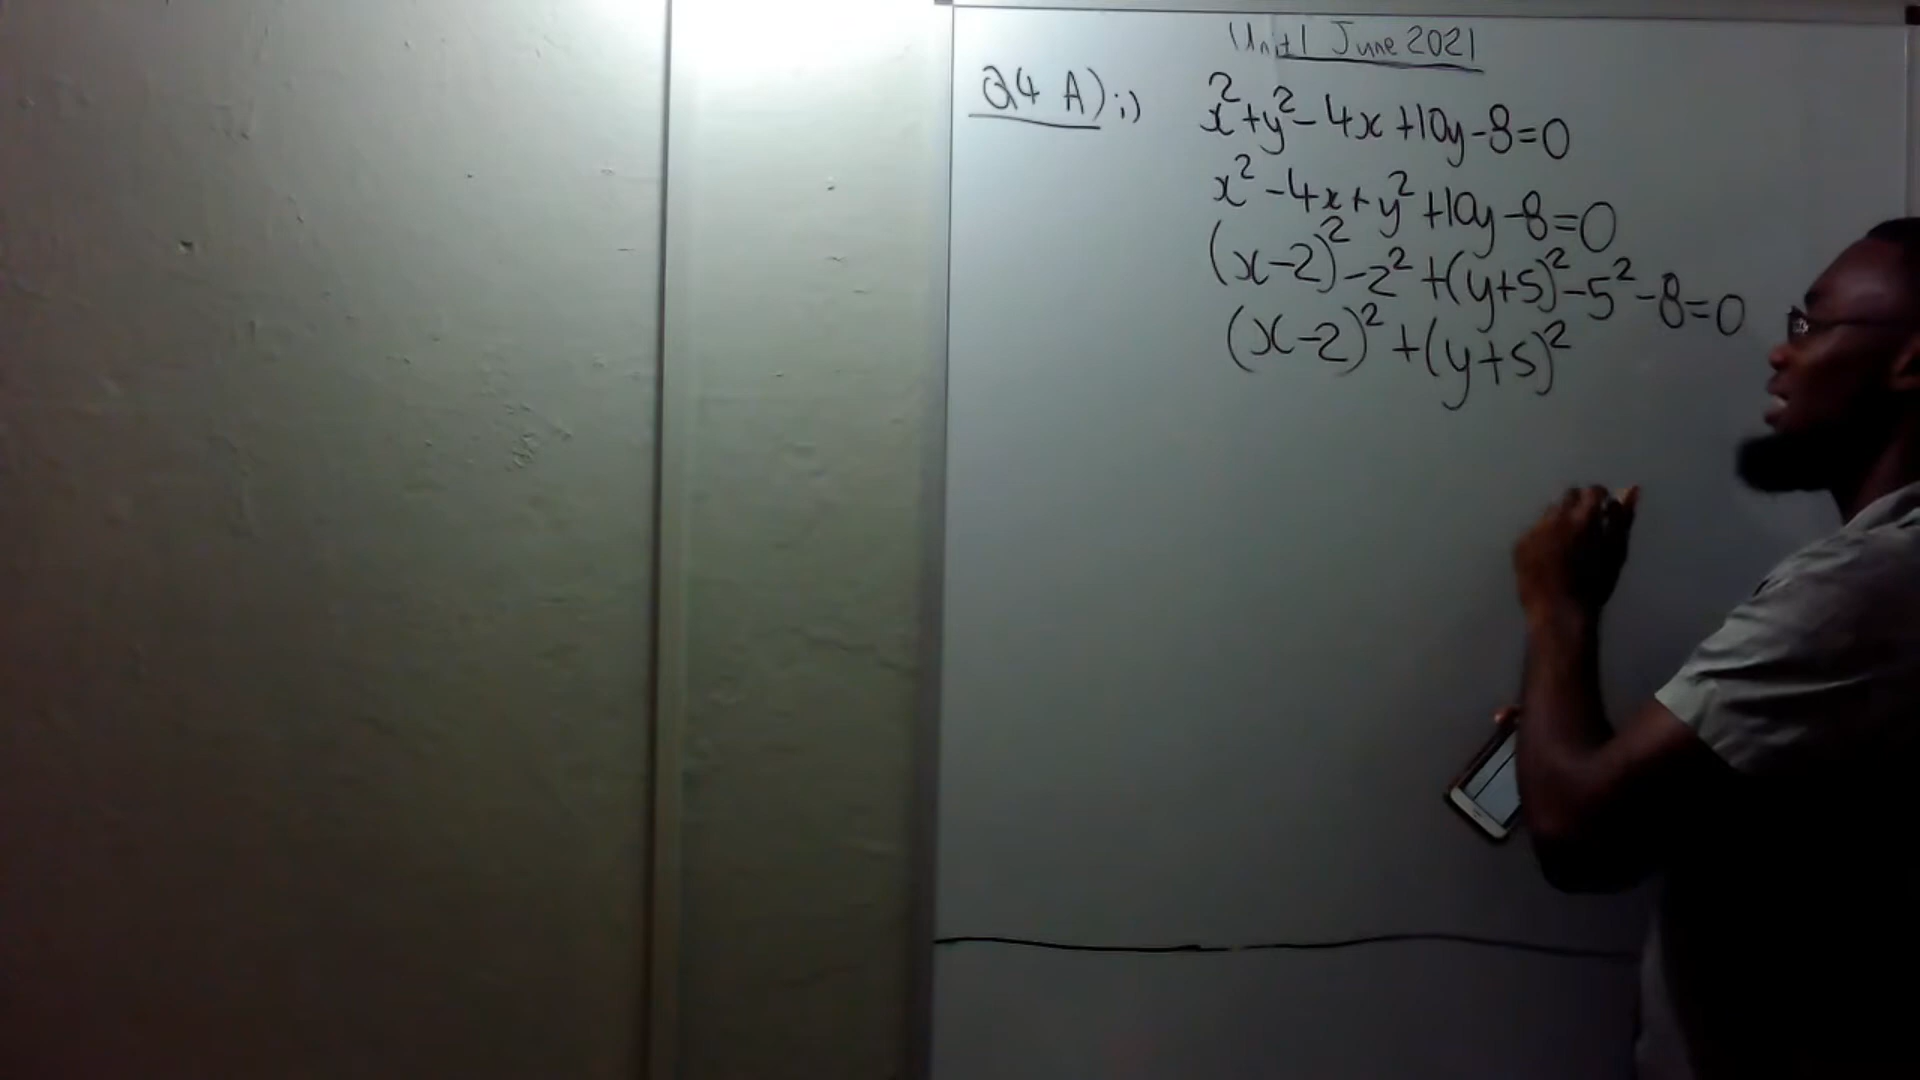 Unit 1 June 2021
Q4 A) i) x²+y²-4x+10y-8=0
x²-4x+y²+10y-8=0
(x-2)²-2²+(y+5)²-5²-8=0
(x-2)²+(y+5)²